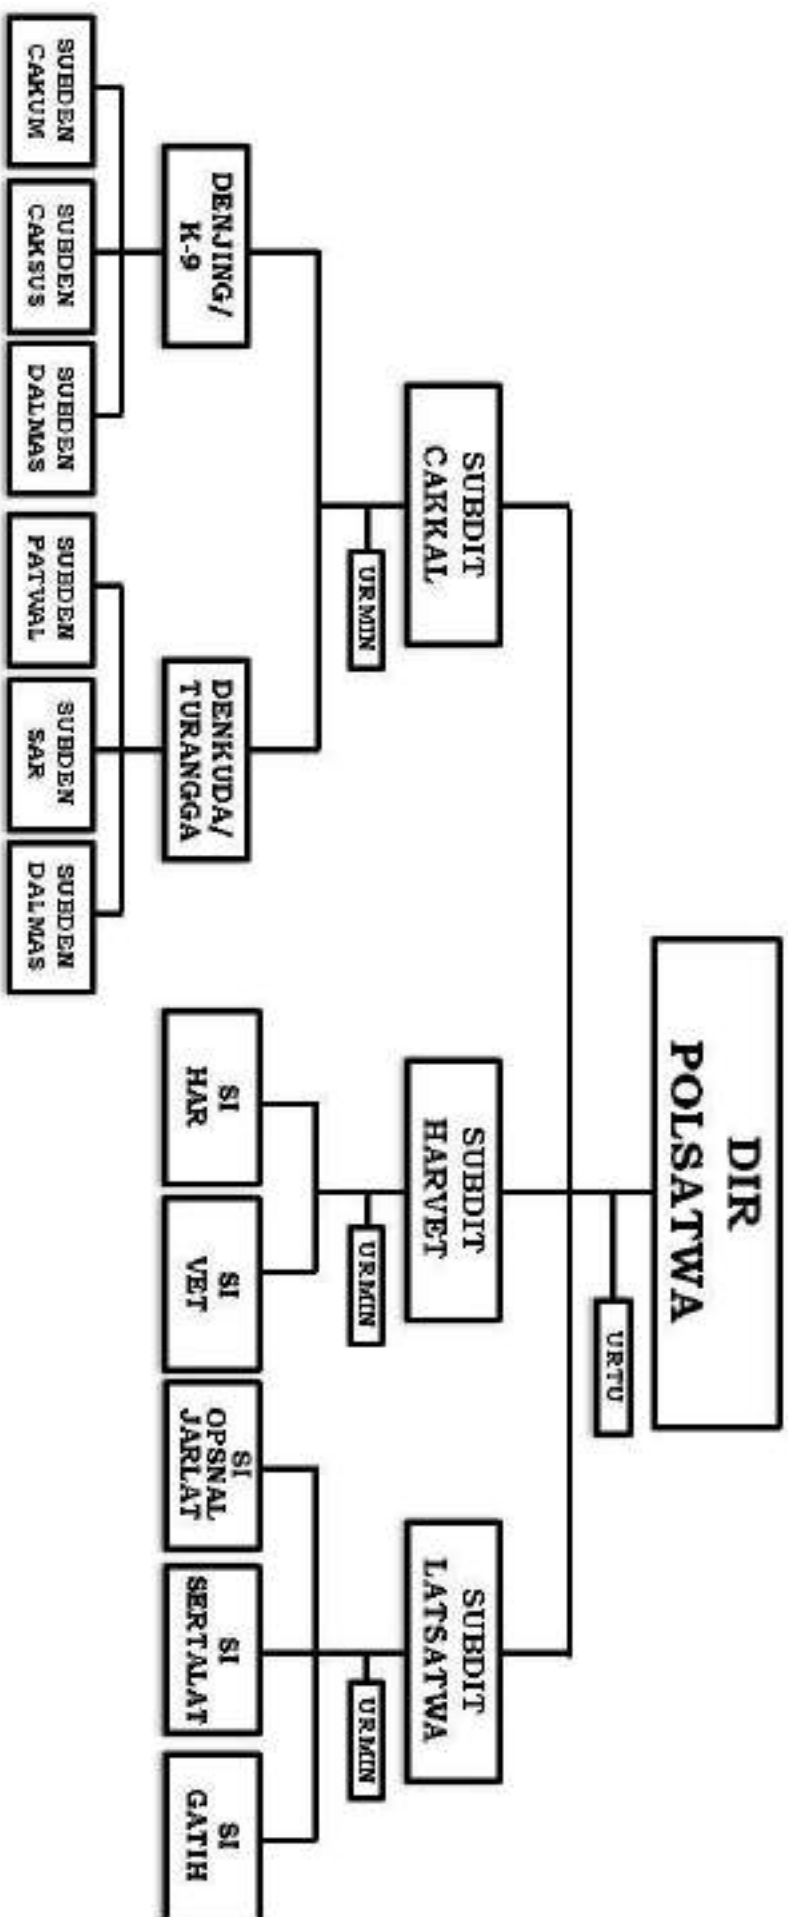 DIR
POLSATWA
URTU
SUBDIT
CAKKAL
SUBDIT
HARVET
SUBDIT
LATSATWA
URMIN
URMIN
URMIN
DENJING/
K-9
DENKUDA/
TURANGGA
SI
HAR
SI
VET
SI
OPSNAL
JARLAT
SI
SERTALAT
SI
GATIH
SUBDEN
CAKUM
SUBDEN
CAKSUS
SUBDEN
DALMAS
SUBDEN
PATWAL
SUBDEN
SAR
SUBDEN
DALMAS